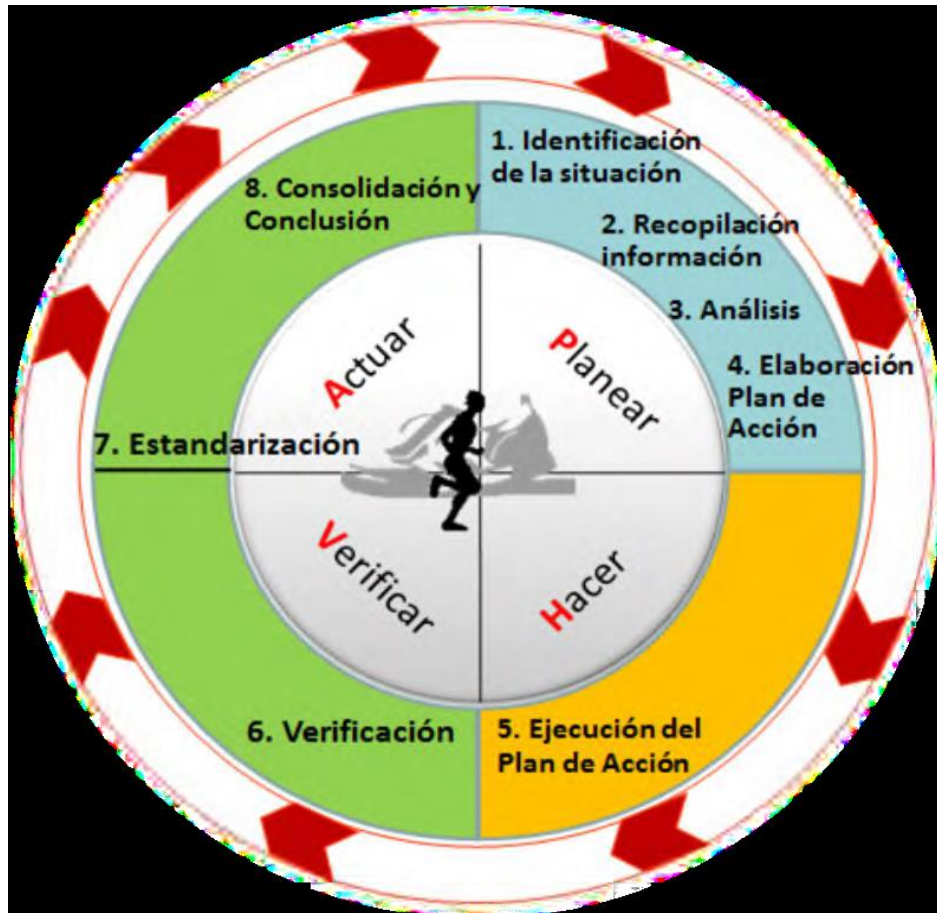 1. Identificación
de la situación
2. Recopilación
información
3. Análisis
4. Elaboración
Plan de
Acción
5. Ejecución del
Plan de Acción
6. Verificación
7. Estandarización
8. Consolidación y
Conclusión
Planear
Hacer
Verificar
Actuar